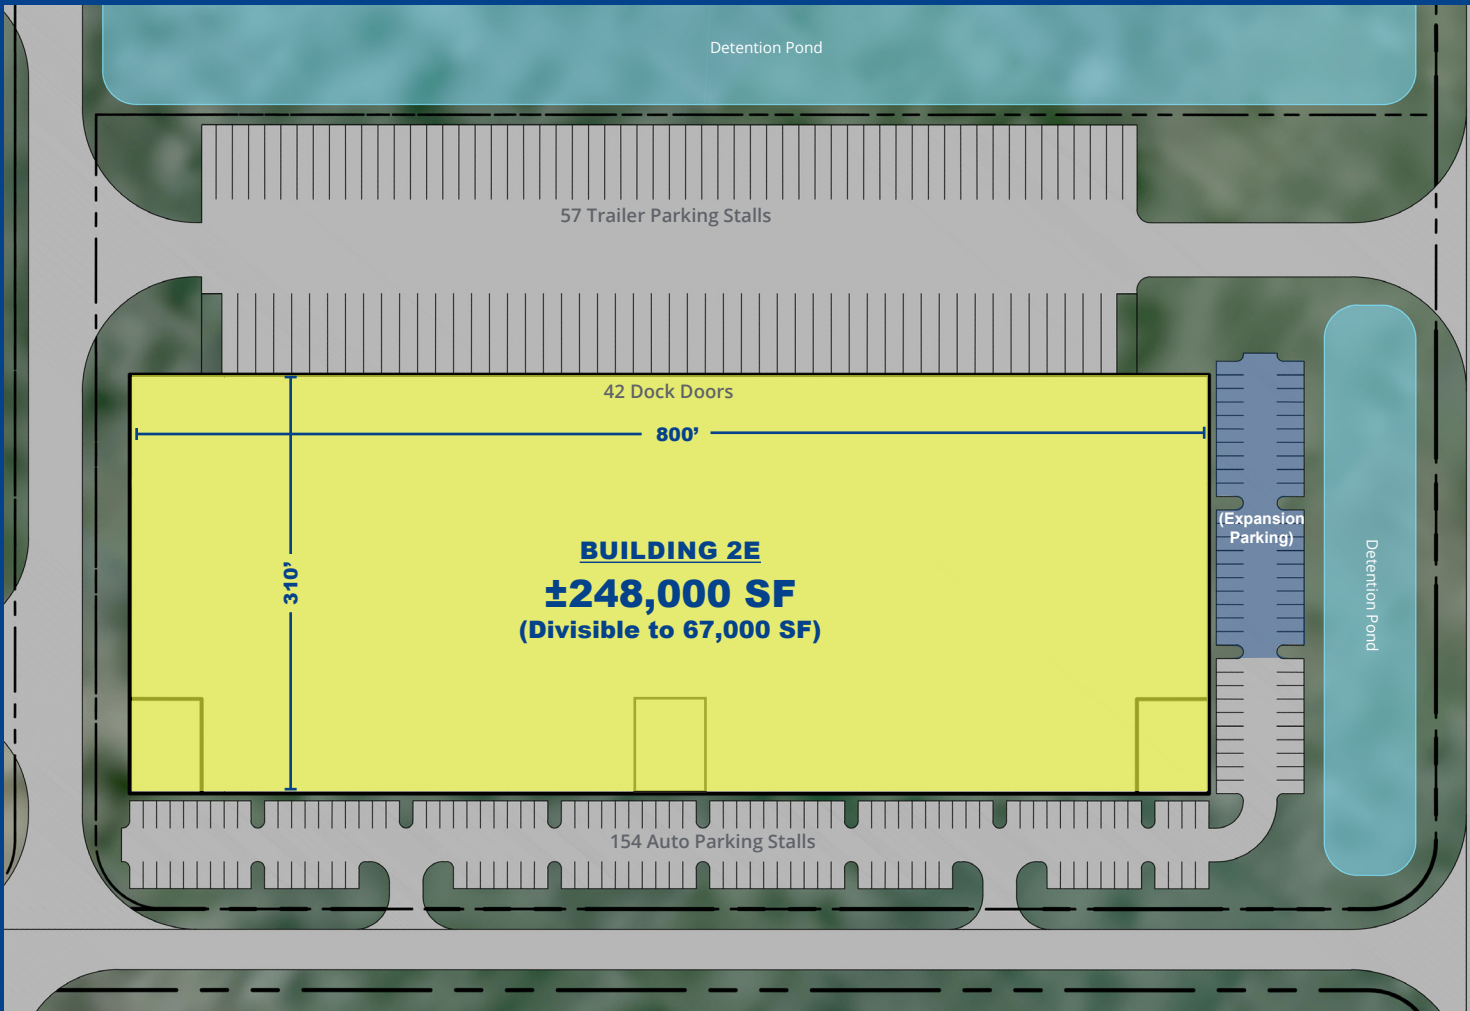 Detention Pond
57 Trailer Parking Stalls
42 Dock Doors
800’
310’
BUILDING 2E
±248,000 SF
(Divisible to 67,000 SF)
(Expansion
Parking)
Detention Pond
154 Auto Parking Stalls